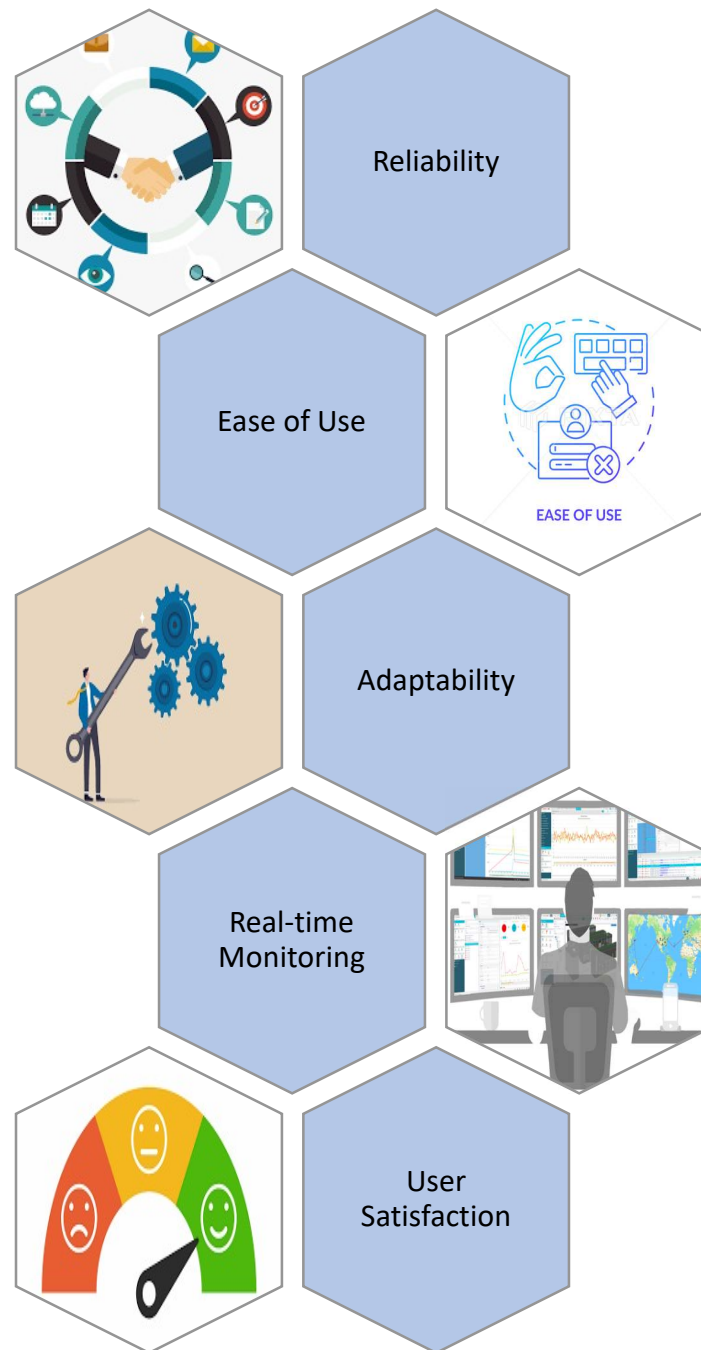 Reliability
Ease of Use
EASE OF USE
Adaptability
Real-time
Monitoring
User
Satisfaction